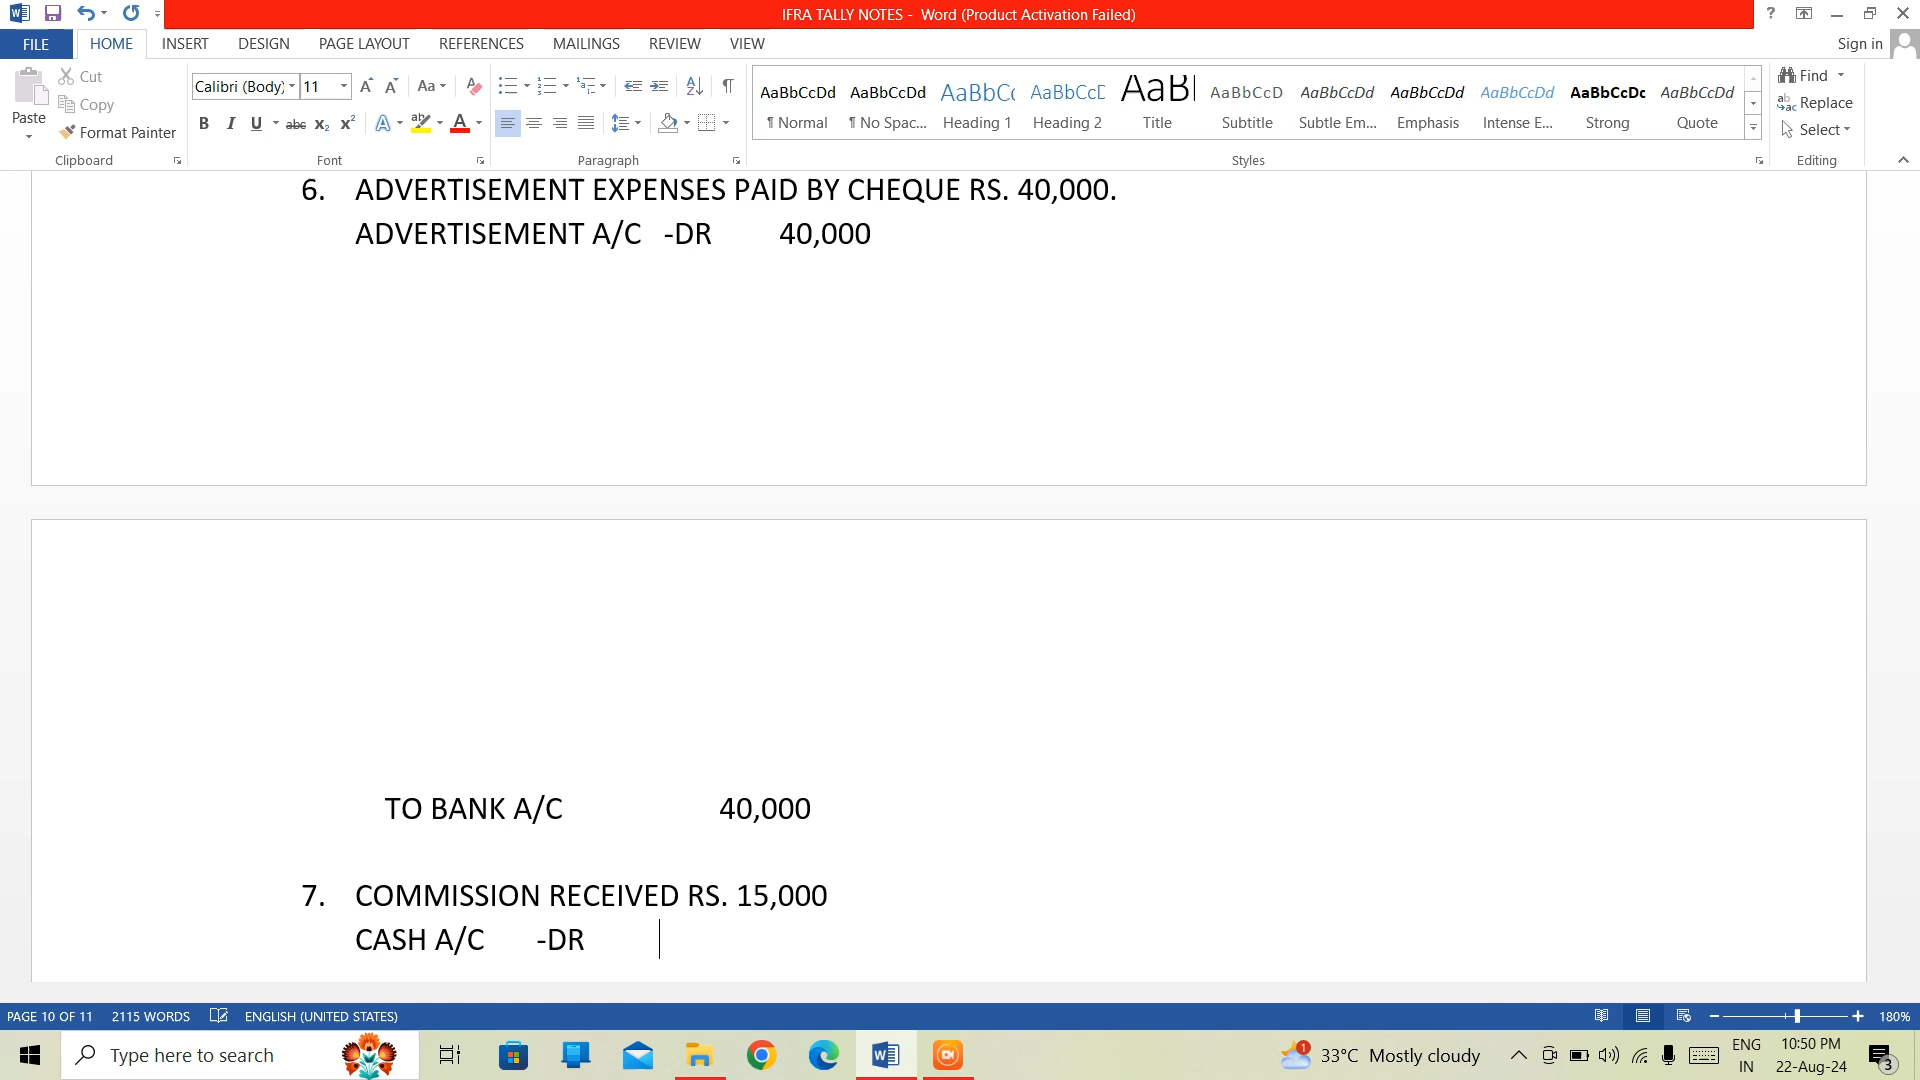 IFRA TALLY NOTES - Word (Product Activation Failed)
FILE HOME INSERT DESIGN PAGE LAYOUT REFERENCES MAILINGS REVIEW VIEW Sign in
Paste
Cut
Copy
Format Painter
Clipboard
Calibri (Body) 11
Font
Paragraph
AaBbCcDd AaBbCcDd AaBbC AaBbCcD AaBl AaBbCcD AaBbCcDd AaBbCcDd AaBbCcDd AaBbCcDc AaBbCcDd
¶ Normal ¶ No Spac... Heading 1 Heading 2 Title Subtitle Subtle Em... Emphasis Intense E... Strong Quote
Styles
Find
Replace
Select
Editing
6. ADVERTISEMENT EXPENSES PAID BY CHEQUE RS. 40,000.
ADVERTISEMENT A/C -DR 40,000
TO BANK A/C 40,000
7. COMMISSION RECEIVED RS. 15,000
CASH A/C -DR
PAGE 10 OF 11 2115 WORDS ENGLISH (UNITED STATES) 180%
Type here to search
33°C Mostly cloudy
ENG
IN
10:50 PM
22-Aug-24
3